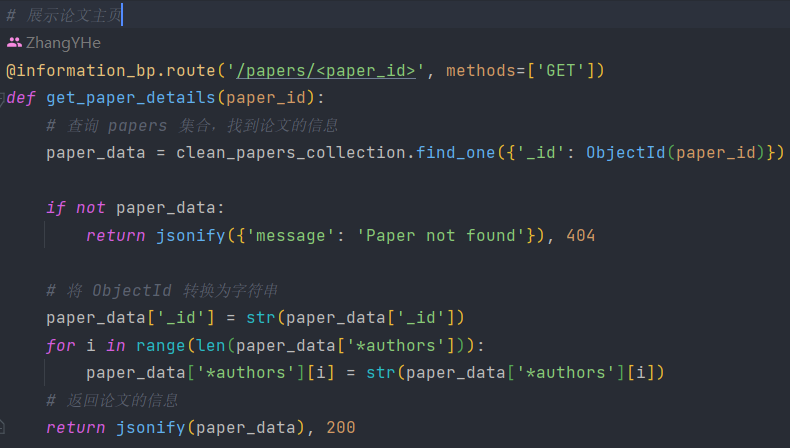 # 展示论文主页
ZhangYHe
@information_bp.route('/papers/<paper_id>', methods=['GET'])
def get_paper_details(paper_id):
# 查询 papers 集合，找到论文的信息
paper_data = clean_papers_collection.find_one({'_id': ObjectId(paper_id)})
if not paper_data:
return jsonify({'message': 'Paper not found'}), 404
# 将 ObjectId 转换为字符串
paper_data['_id'] = str(paper_data['_id'])
for i in range(len(paper_data['*authors'])):
paper_data['*authors'][i] = str(paper_data['*authors'][i])
# 返回论文的信息
return jsonify(paper_data), 200